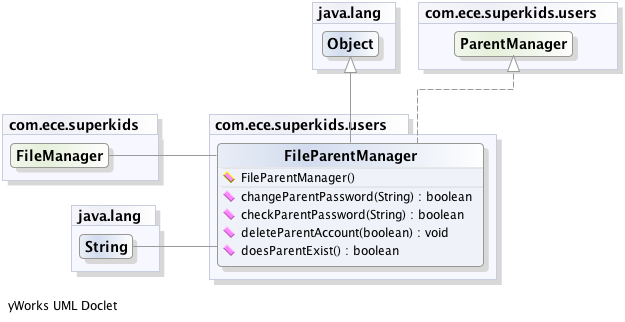 java.lang
Object
com.ece.superkids.users
ParentManager
com.ece.superkids
FileManager
com.ece.superkids.users
FileParentManager
FileParentManager()
changeParentPassword(String) : boolean
checkParentPassword(String) : boolean
deleteParentAccount(boolean) : void
doesParentExist() : boolean
java.lang
String
yWorks UML Doclet